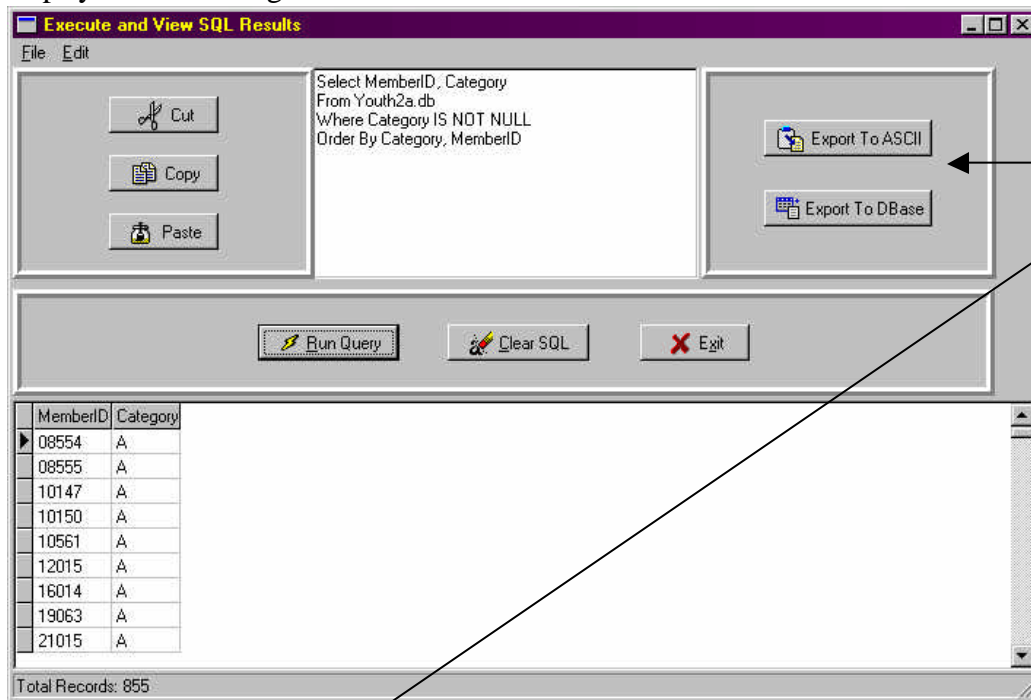 Execute and View SQL Results
File Edit
Cut
Copy
Paste
Select MemberID, Category
From Youth2a.db
Where Category IS NOT NULL
Order By Category, MemberID
Export To ASCII
Export To DBase
Run Query
Clear SQL
Exit
MemberID Category
08554 A
08555 A
10147 A
10150 A
10561 A
12015 A
16014 A
19063 A
21015 A
Total Records: 855